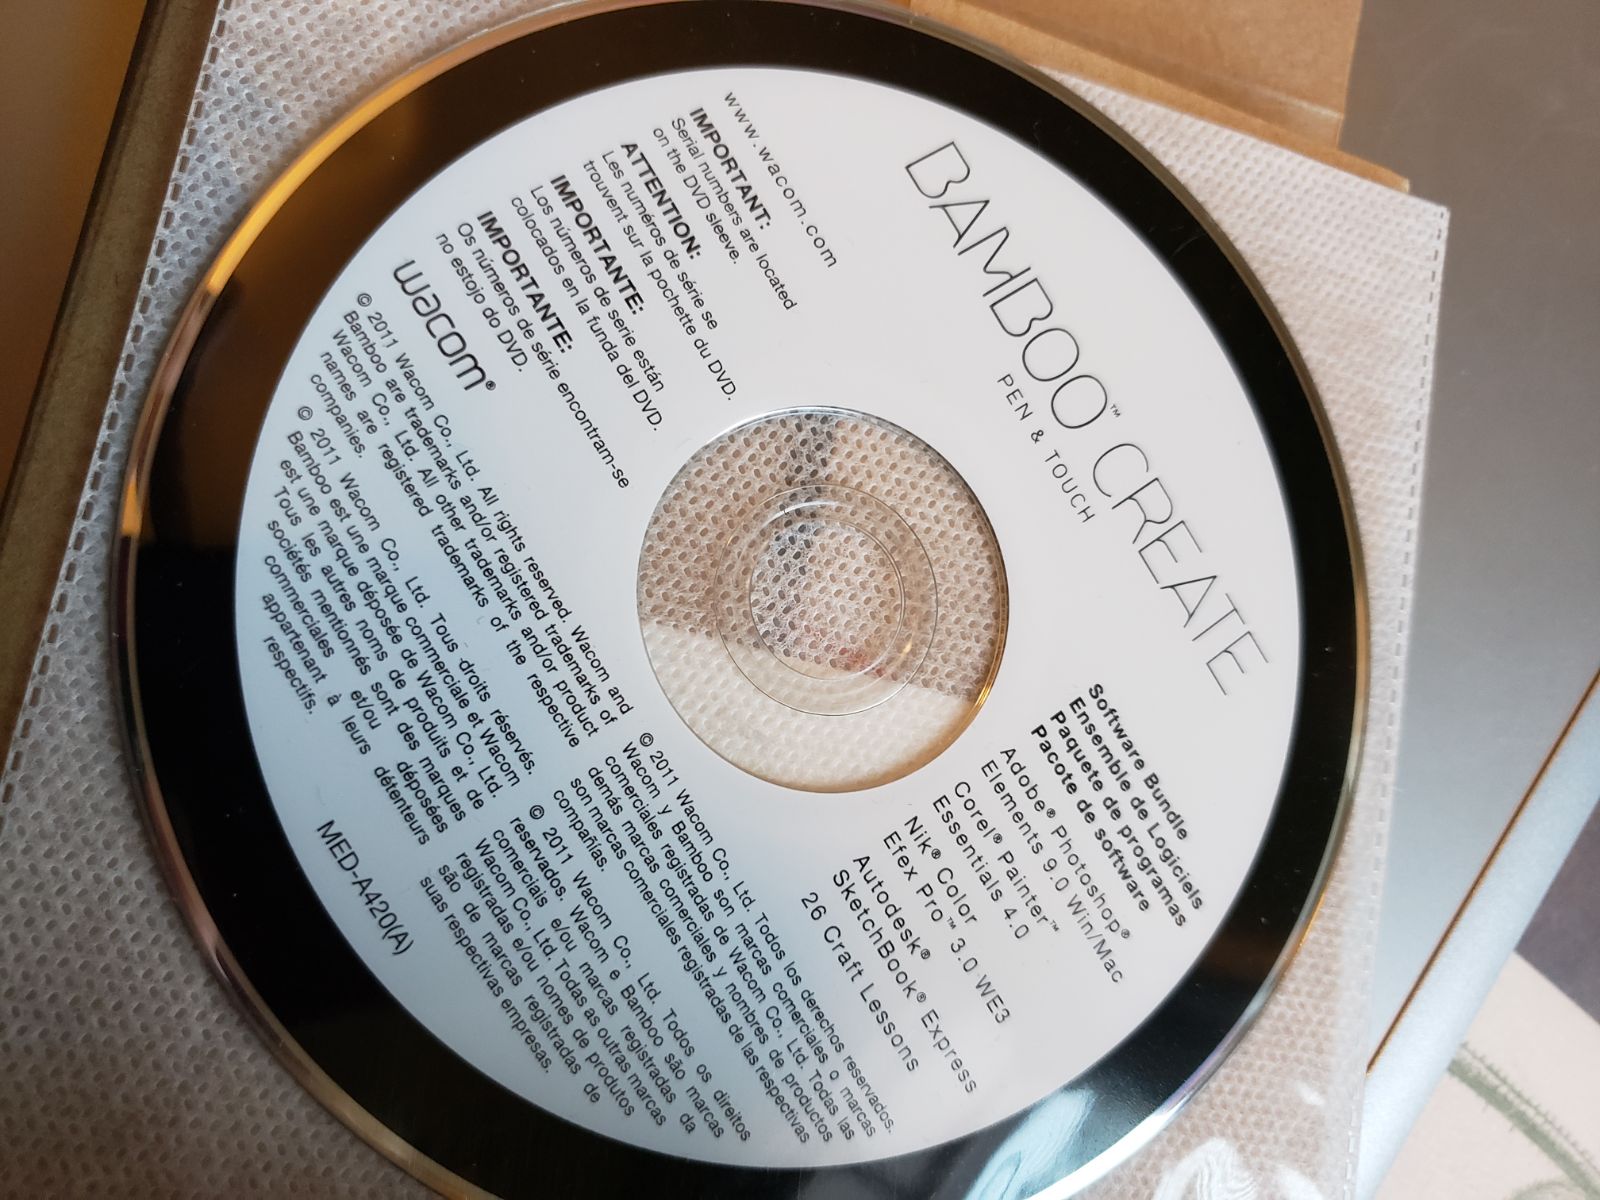 BAMBOO™ CREATE
PEN & TOUCH
www.wacom.com
IMPORTANT:
Serial numbers are located
on the DVD sleeve.
ATTENTION:
Les numéros de série se
trouvent sur la pochette du DVD.
IMPORTANTE:
Los números de serie están
colocados en la funda del DVD.
IMPORTANTE:
Os números de série encontram-se
no estojo do DVD.
wacom®
Software Bundle
Ensemble de Logiciels
Paquete de programas
Pacote de software
Adobe® Photoshop®
Elements 9.0 Win/Mac
Corel® Painter™
Essentials 4.0
Nik® Color
Efex Pro™ 3.0 WE3
Autodesk®
SketchBook® Express
26 Craft Lessons
© 2011 Wacom Co., Ltd. All rights reserved. Wacom and
Bamboo are trademarks and/or registered trademarks of
Wacom Co., Ltd. All other trademarks and/or product
names are registered trademarks of the respective
companies.
© 2011 Wacom Co., Ltd. Tous droits réservés.
Bamboo est une marque commerciale et Wacom
est une marque déposée de Wacom Co., Ltd.
Tous les autres noms de produits et de
sociétés mentionnés sont des marques
commerciales et/ou déposées
appartenant à leurs détenteurs
respectifs.
© 2011 Wacom Co., Ltd. Todos los derechos reservados.
Wacom y Bamboo son marcas comerciales o marcas
comerciales registradas de Wacom Co., Ltd. Todas las
demás marcas comerciales y nombres de productos
son marcas comerciales registradas de las respectivas
compañías.
© 2011 Wacom Co., Ltd. Todos os direitos
reservados. Wacom e Bamboo são marcas
comerciais e/ou marcas registradas da
Wacom Co., Ltd. Todas as outras marcas
registradas e/ou nomes de produtos
são de marcas registradas de
suas respectivas empresas.
MED-A420(A)